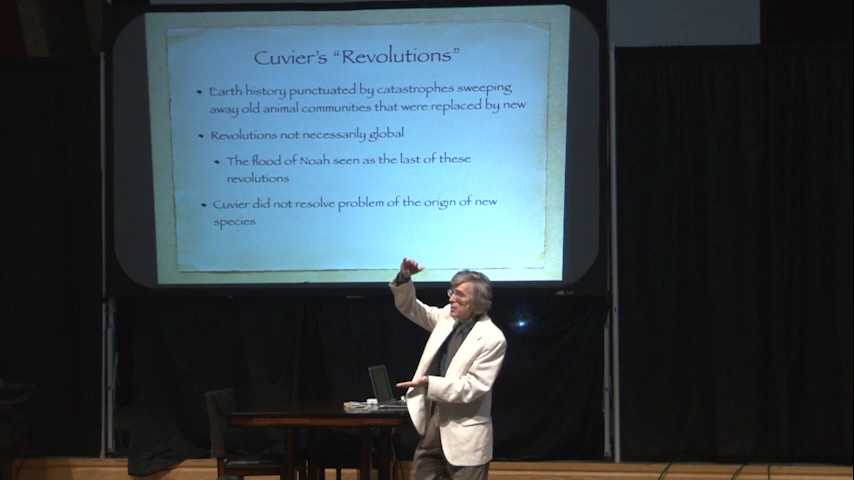 Cuvier's "Revolutions"
• Earth history punctuated by catastrophes sweeping
away old animal communities that were replaced by new
• Revolutions not necessarily global
• The flood of Noah seen as the last of these
revolutions
• Cuvier did not resolve problem of the origin of new
species